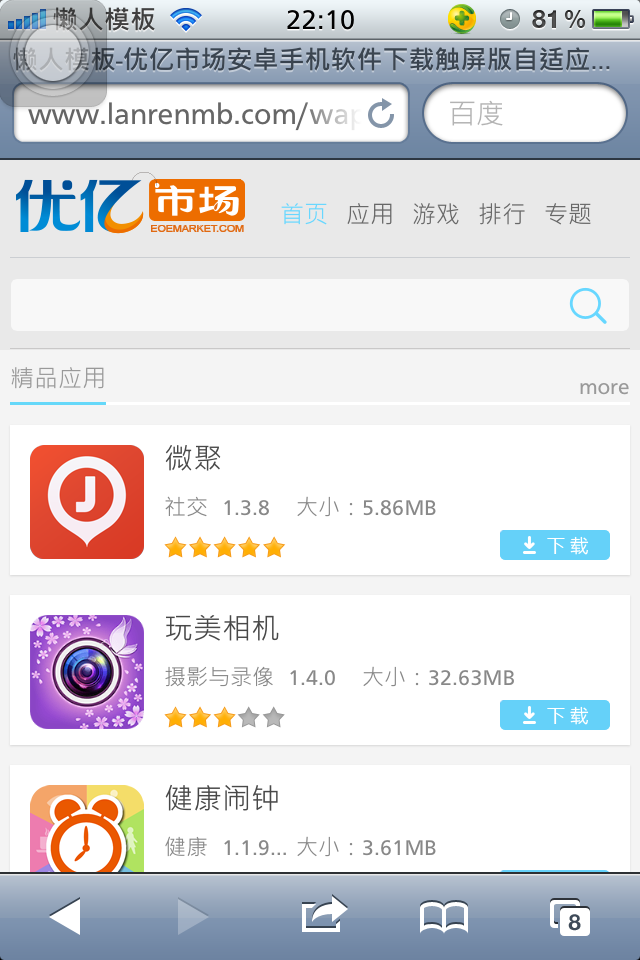 懒人模板 22:10 81%
懒人模板-优亿市场安卓手机软件下载触屏版自适应...
www.lanrenmb.com/wap 百度
优亿市场 EOEMARKET.COM 首页 应用 游戏 排行 专题
精品应用 more
J
微聚
社交 1.3.8 大小：5.86MB
下载
玩美相机
摄影与录像 1.4.0 大小：32.63MB
下载
健康闹钟
健康 1.1.9... 大小：3.61MB
8